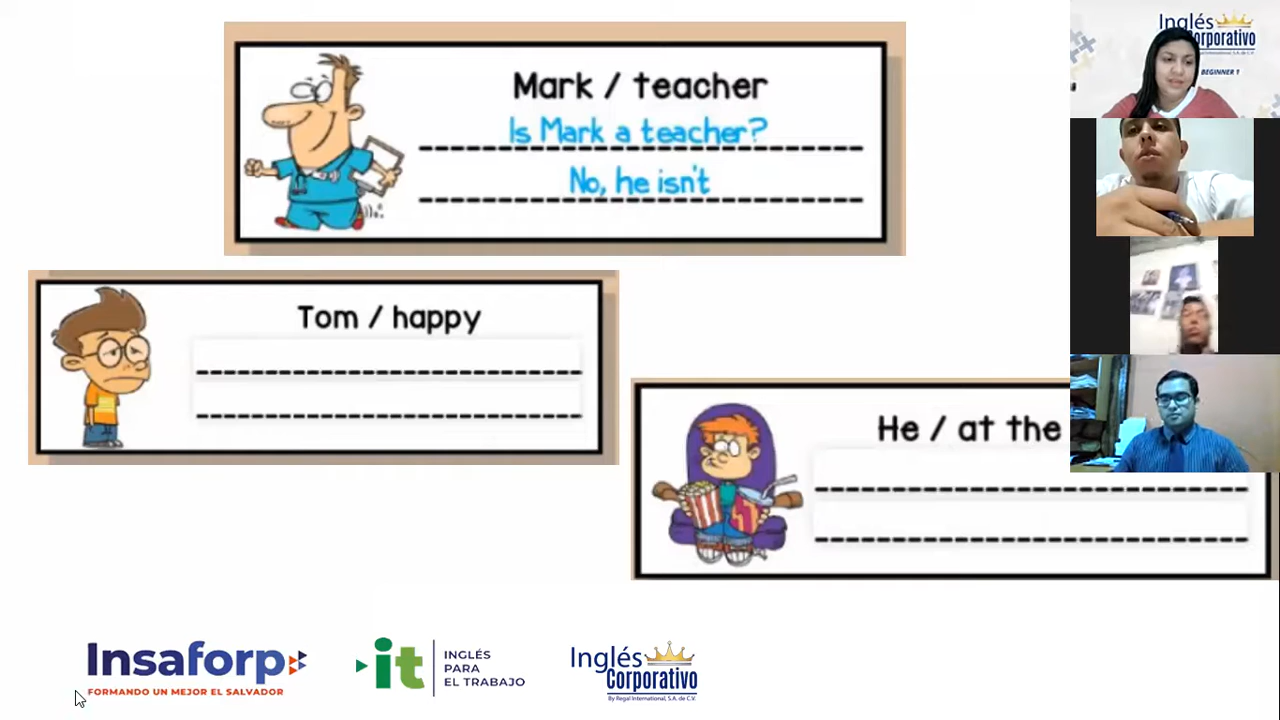 Mark / teacher
Is Mark a teacher?
No, he isn't
Tom / happy
He / at the
Insaforp
FORMANDO UN MEJOR EL SALVADOR
it
INGLÉS
PARA
EL TRABAJO
Inglés
Corporativo
By Regal International, S.A. de C.V.
Inglés
Corporativo
BEGINNER 1